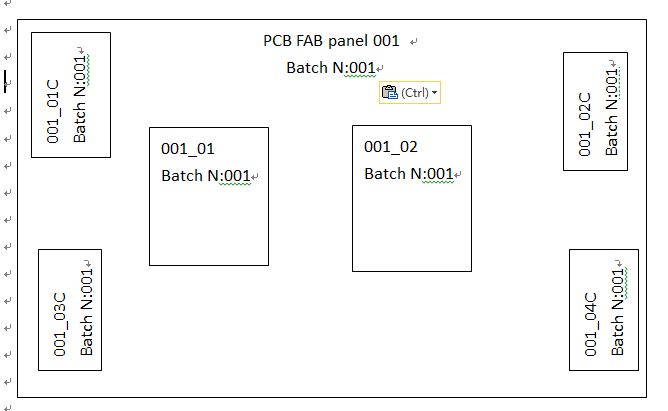 PCB FAB panel 001
Batch N:001
(Ctrl)
001_01C
Batch N:001
001_02C
Batch N:001
001_01
Batch N:001
001_02
Batch N:001
001_03C
Batch N:001
001_04C
Batch N:001